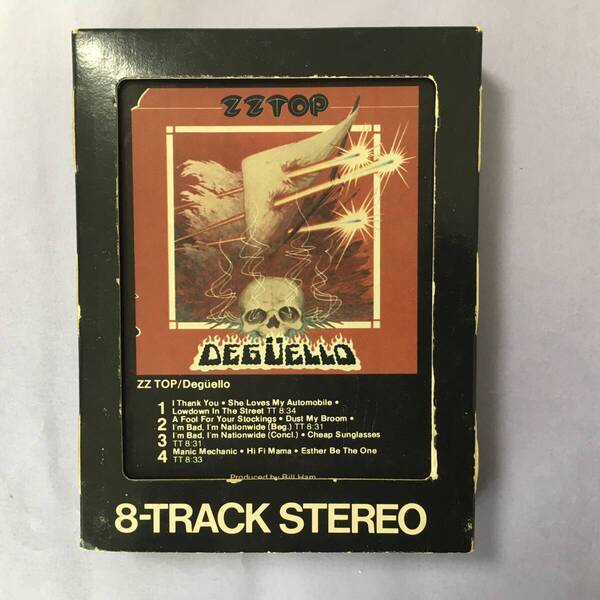 ZZ TOP
DEGÜELLO
ZZ TOP/Degüello
1 I Thank You • She Loves My Automobile •
Lowdown In The Street TT 8:34
2 A Fool For Your Stockings • Dust My Broom •
I'm Bad, I'm Nationwide (Beg.) TT 8:31
3 I'm Bad, I'm Nationwide (Concl.) • Cheap Sunglasses
TT 8:31
4 Manic Mechanic • Hi Fi Mama • Esther Be The One
TT 8:33
Produced by Bill Ham
8-TRACK STEREO